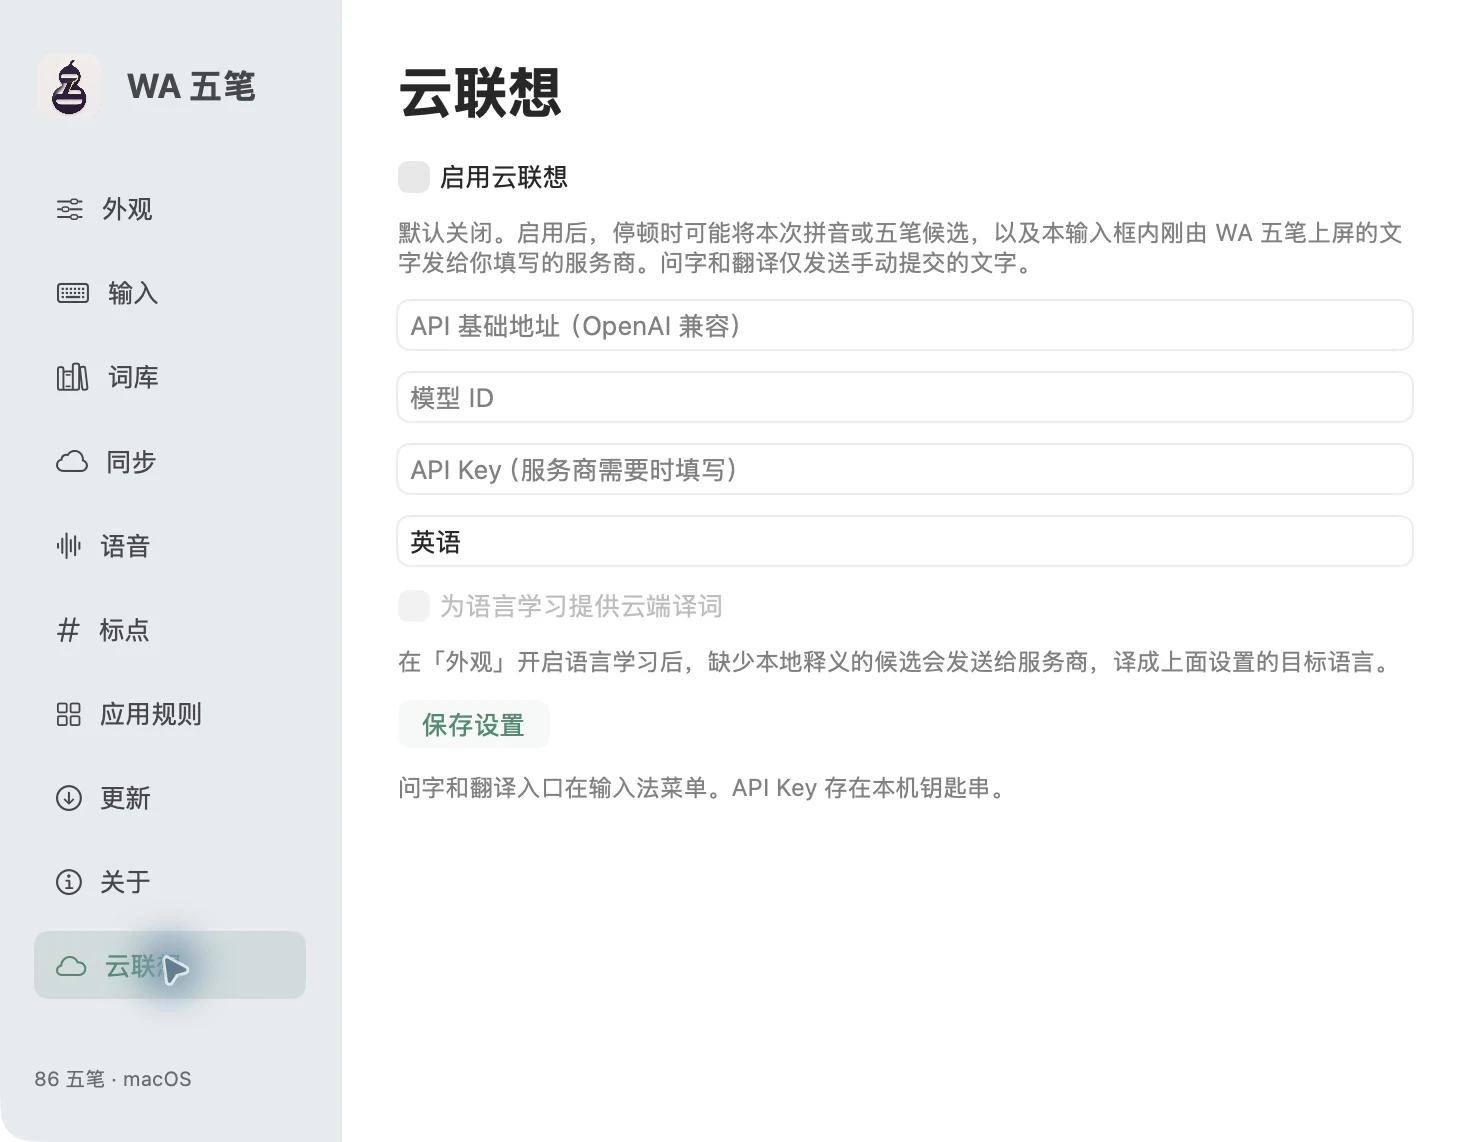 WA 五笔
外观
输入
词库
同步
语音
标点
应用规则
更新
关于
云联想
86 五笔 · macOS
云联想
启用云联想
默认关闭。启用后，停顿时可能将本次拼音或五笔候选，以及本输入框内刚由 WA 五笔上屏的文
字发给你填写的服务商。问字和翻译仅发送手动提交的文字。
API 基础地址（OpenAI 兼容）
模型 ID
API Key（服务商需要时填写）
英语
为语言学习提供云端译词
在「外观」开启语言学习后，缺少本地释义的候选会发送给服务商，译成上面设置的目标语言。
保存设置
问字和翻译入口在输入法菜单。API Key 存在本机钥匙串。